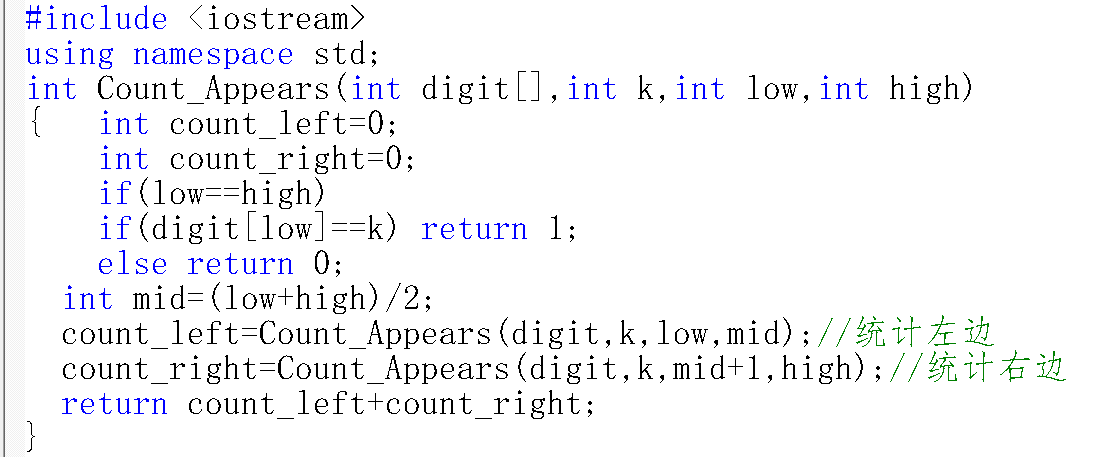 #include <iostream>
using namespace std;
int Count_Appears(int digit[],int k,int low,int high)
{   int count_left=0;
    int count_right=0;
    if(low==high)
    if(digit[low]==k) return 1;
    else return 0;
  int mid=(low+high)/2;
  count_left=Count_Appears(digit,k,low,mid);//统计左边
  count_right=Count_Appears(digit,k,mid+1,high);//统计右边
  return count_left+count_right;
}